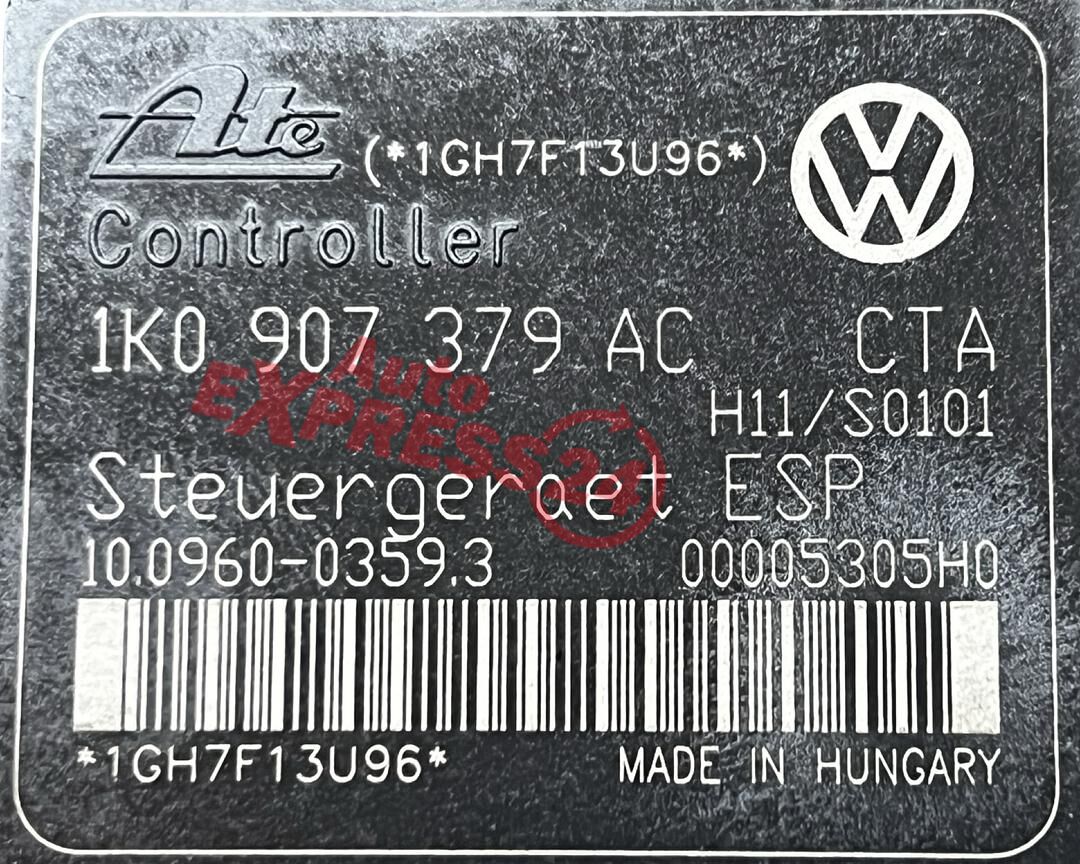 Ate (*1GH7F13U96*)
Controller
1K0 907 379 AC CTA
H11/S0101
Auto
EXPRESS24
Steuergeraet ESP
10.0960-0359.3 00005305H0
*1GH7F13U96* MADE IN HUNGARY